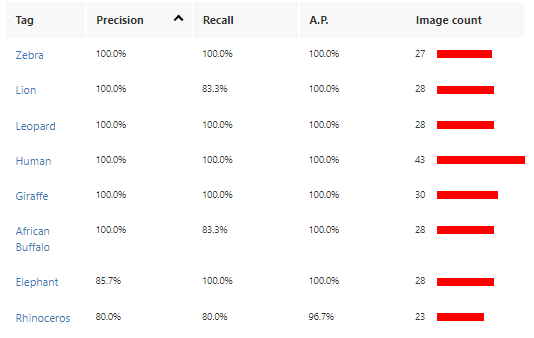 Tag Precision Recall A.P. Image count
Zebra 100.0% 100.0% 100.0% 27
Lion 100.0% 83.3% 100.0% 28
Leopard 100.0% 100.0% 100.0% 28
Human 100.0% 100.0% 100.0% 43
Giraffe 100.0% 100.0% 100.0% 30
African 100.0% 83.3% 100.0% 28
Buffalo
Elephant 85.7% 100.0% 100.0% 28
Rhinoceros 80.0% 80.0% 96.7% 23